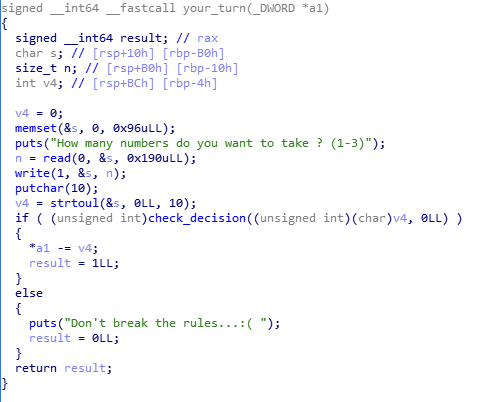 signed __int64 __fastcall your_turn(_DWORD *a1)
{
  signed __int64 result; // rax
  char s; // [rsp+10h] [rbp-B0h]
  size_t n; // [rsp+B0h] [rbp-10h]
  int v4; // [rsp+BCh] [rbp-4h]

  v4 = 0;
  memset(&s, 0, 0x96uLL);
  puts("How many numbers do you want to take ? (1-3)");
  n = read(0, &s, 0x190uLL);
  write(1, &s, n);
  putchar(10);
  v4 = strtoul(&s, 0LL, 10);
  if ( (unsigned int)check_decision((unsigned int)(char)v4, 0LL) )
  {
    *a1 -= v4;
    result = 1LL;
  }
  else
  {
    puts("Don't break the rules...:( ");
    result = 0LL;
  }
  return result;
}